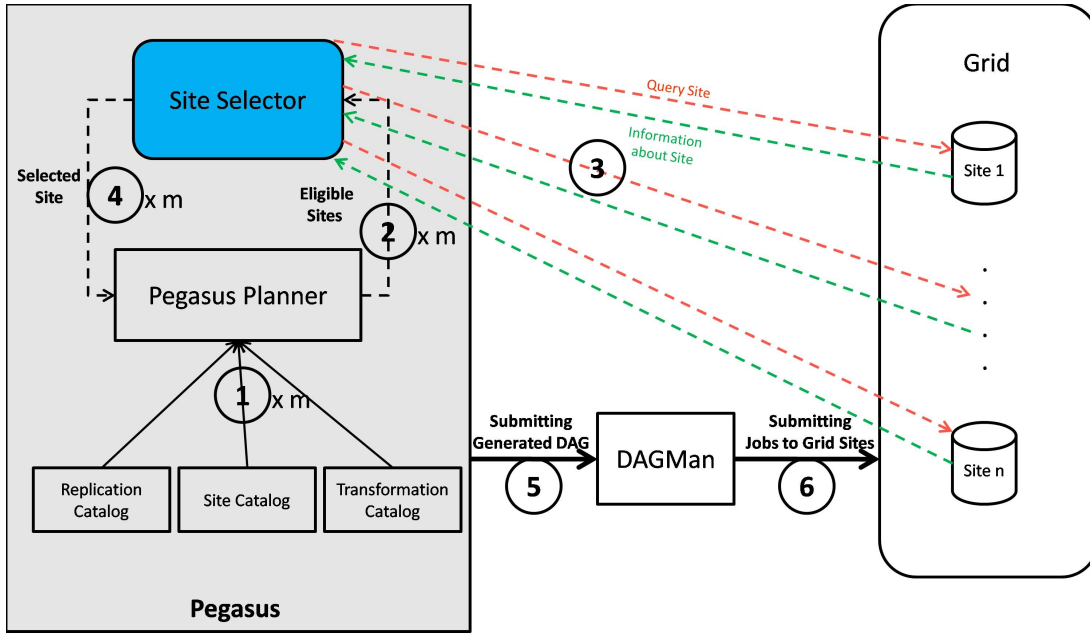 Site Selector
Selected
Site
4
x m
Eligible
Sites
2
x m
Pegasus Planner
1
x m
Replication
Catalog
Site Catalog
Transformation
Catalog
Pegasus
Query Site
Information
about Site
3
Submitting
Generated DAG
5
DAGMan
Submitting
Jobs to Grid Sites
6
Grid
Site 1
Site n